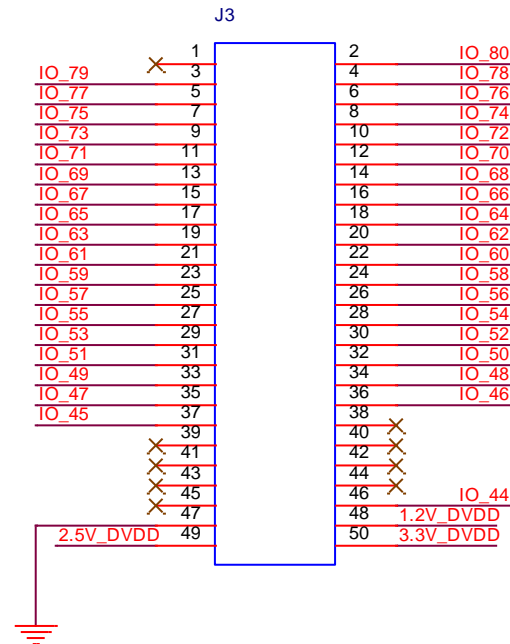 J3
1 2 IO_80
IO_79 3 4 IO_78
IO_77 5 6 IO_76
IO_75 7 8 IO_74
IO_73 9 10 IO_72
IO_71 11 12 IO_70
IO_69 13 14 IO_68
IO_67 15 16 IO_66
IO_65 17 18 IO_64
IO_63 19 20 IO_62
IO_61 21 22 IO_60
IO_59 23 24 IO_58
IO_57 25 26 IO_56
IO_55 27 28 IO_54
IO_53 29 30 IO_52
IO_51 31 32 IO_50
IO_49 33 34 IO_48
IO_47 35 36 IO_46
IO_45 37 38
39 40
41 42
43 44
45 46 IO_44
47 48 1.2V_DVDD
2.5V_DVDD 49 50 3.3V_DVDD